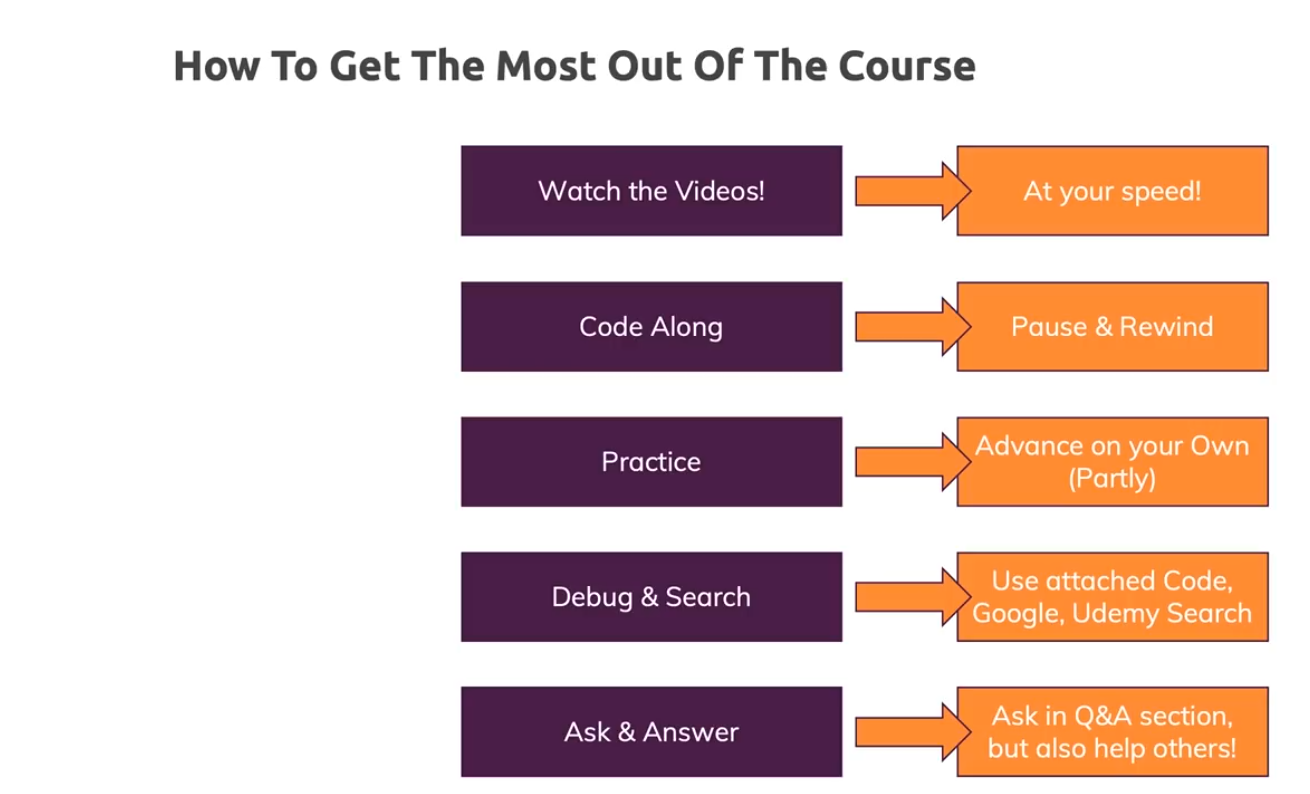 How To Get The Most Out Of The Course
Watch the Videos!
At your speed!
Code Along
Pause & Rewind
Practice
Advance on your Own
(Partly)
Debug & Search
Use attached Code,
Google, Udemy Search
Ask & Answer
Ask in Q&A section,
but also help others!